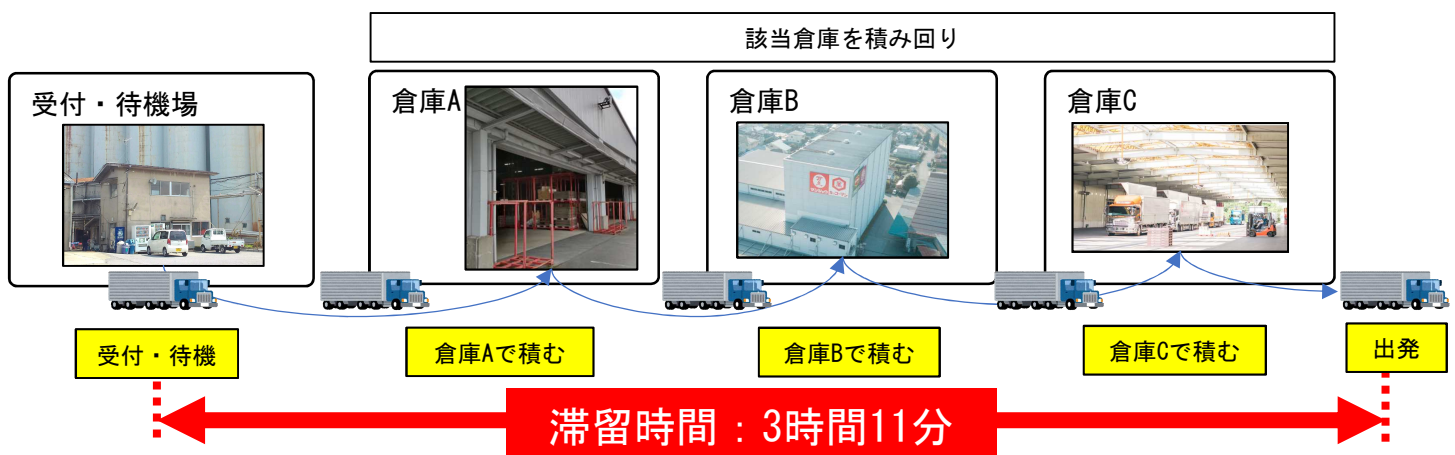 該当倉庫を積み回り
受付・待機場
倉庫A
倉庫B
倉庫C
受付・待機
倉庫Aで積む
倉庫Bで積む
倉庫Cで積む
出発
滞留時間：3時間11分